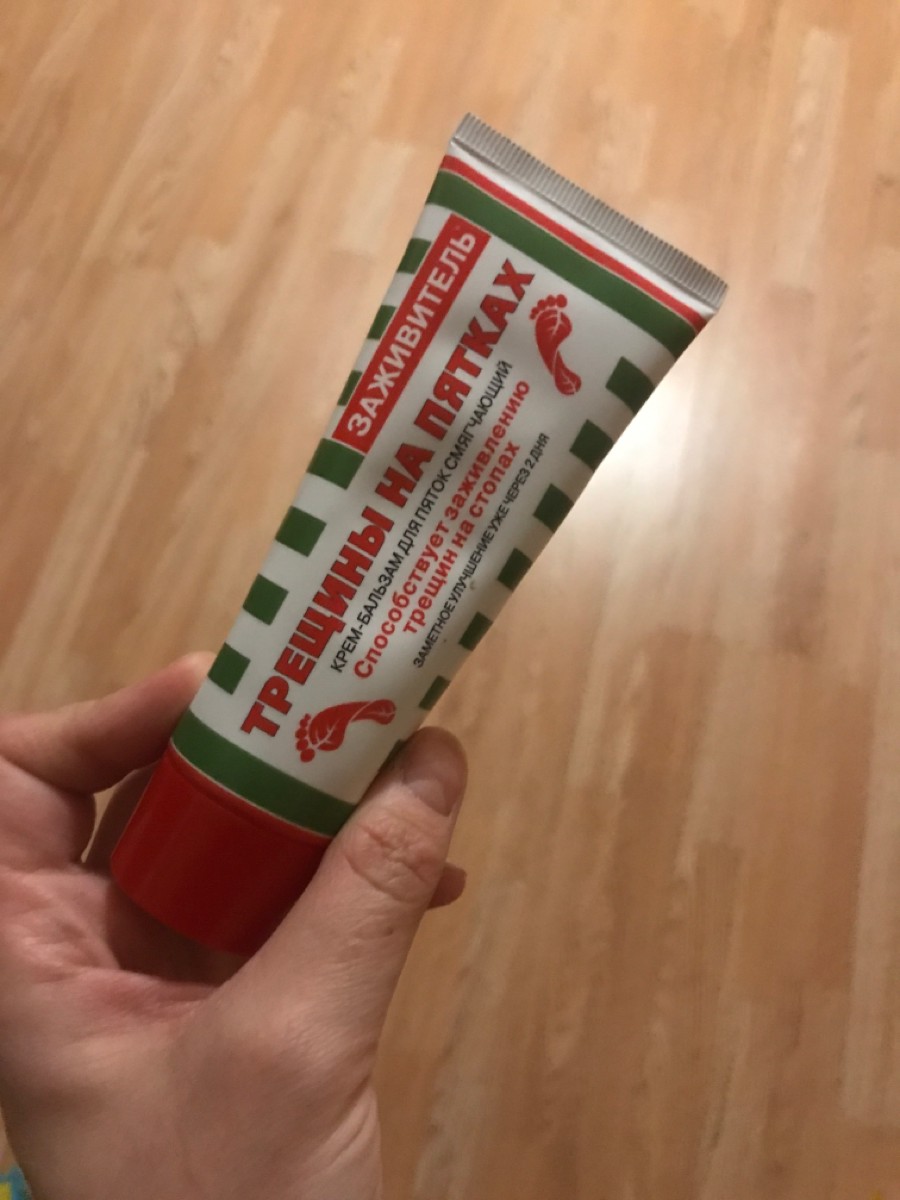 ЗАЖИВИТЕЛЬ
ТРЕЩИНЫ НА ПЯТКАХ
КРЕМ-БАЛЬЗАМ ДЛЯ ПЯТОК СМЯГЧАЮЩИЙ
Способствует заживлению
трещин на стопах
ЗАМЕТНОЕ УЛУЧШЕНИЕ УЖЕ ЧЕРЕЗ 2 ДНЯ